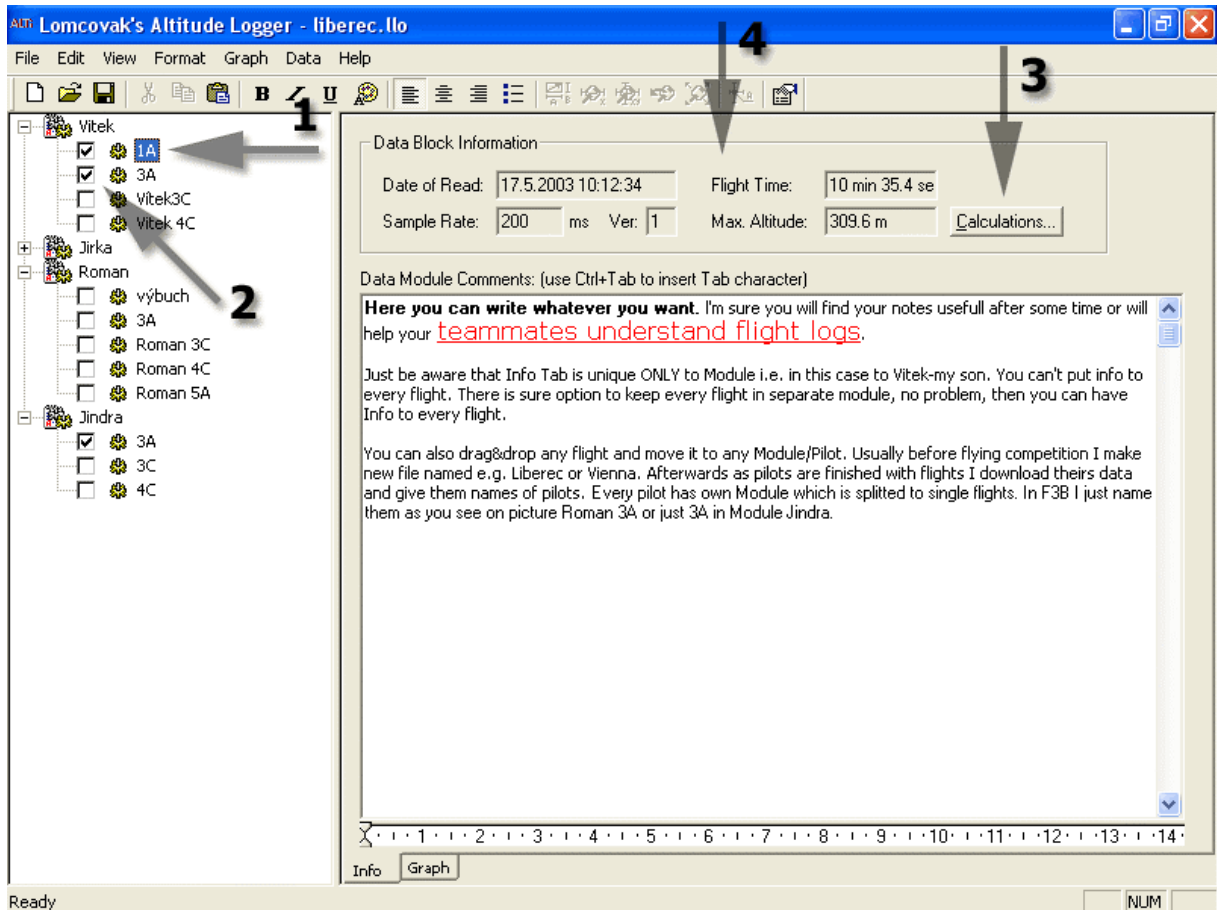 ALTi Lomcovak's Altitude Logger - liberec.llo
File Edit View Format Graph Data Help
B I U
1
2
3
4
Vitek
1A
3A
Vitek3C
Vitek 4C
Jirka
Roman
výbuch
3A
Roman 3C
Roman 4C
Roman 5A
Jindra
3A
3C
4C
Data Block Information
Date of Read: 17.5.2003 10:12:34 Flight Time: 10 min 35.4 se
Sample Rate: 200 ms Ver: 1 Max. Altitude: 309.6 m Calculations...
Data Module Comments: (use Ctrl+Tab to insert Tab character)
Here you can write whatever you want. I'm sure you will find your notes usefull after some time or will
help your teammates understand flight logs.
Just be aware that Info Tab is unique ONLY to Module i.e. in this case to Vitek-my son. You can't put info to
every flight. There is sure option to keep every flight in separate module, no problem, then you can have
Info to every flight.
You can also drag&drop any flight and move it to any Module/Pilot. Usually before flying competition I make
new file named e.g. Liberec or Vienna. Afterwards as pilots are finished with flights I download theirs data
and give them names of pilots. Every pilot has own Module which is splitted to single flights. In F3B I just name
them as you see on picture Roman 3A or just 3A in Module Jindra.
1 2 3 4 5 6 7 8 9 10 11 12 13 14
Info Graph
Ready NUM